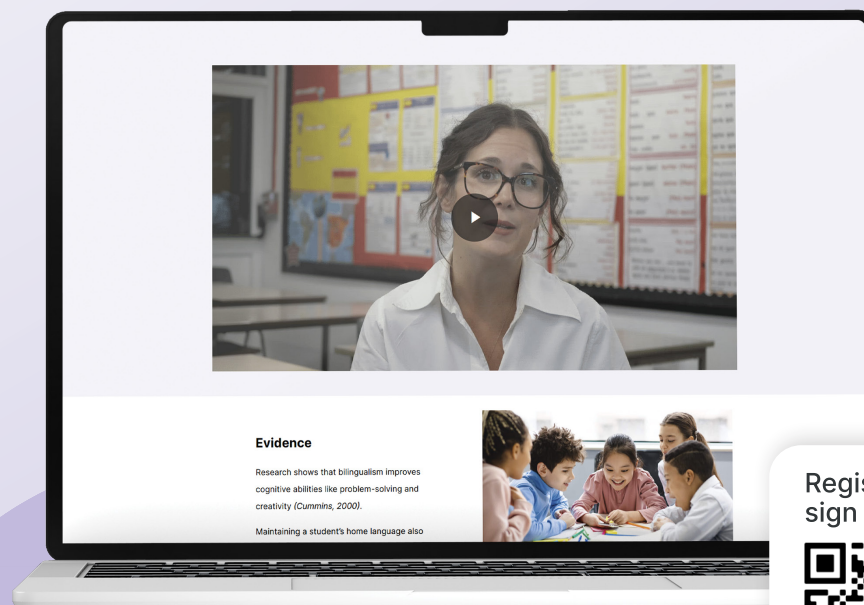 Evidence
Research shows that bilingualism improves
cognitive abilities like problem-solving and
creativity (Cummins, 2000).
Maintaining a student's home language also
Regis
sign